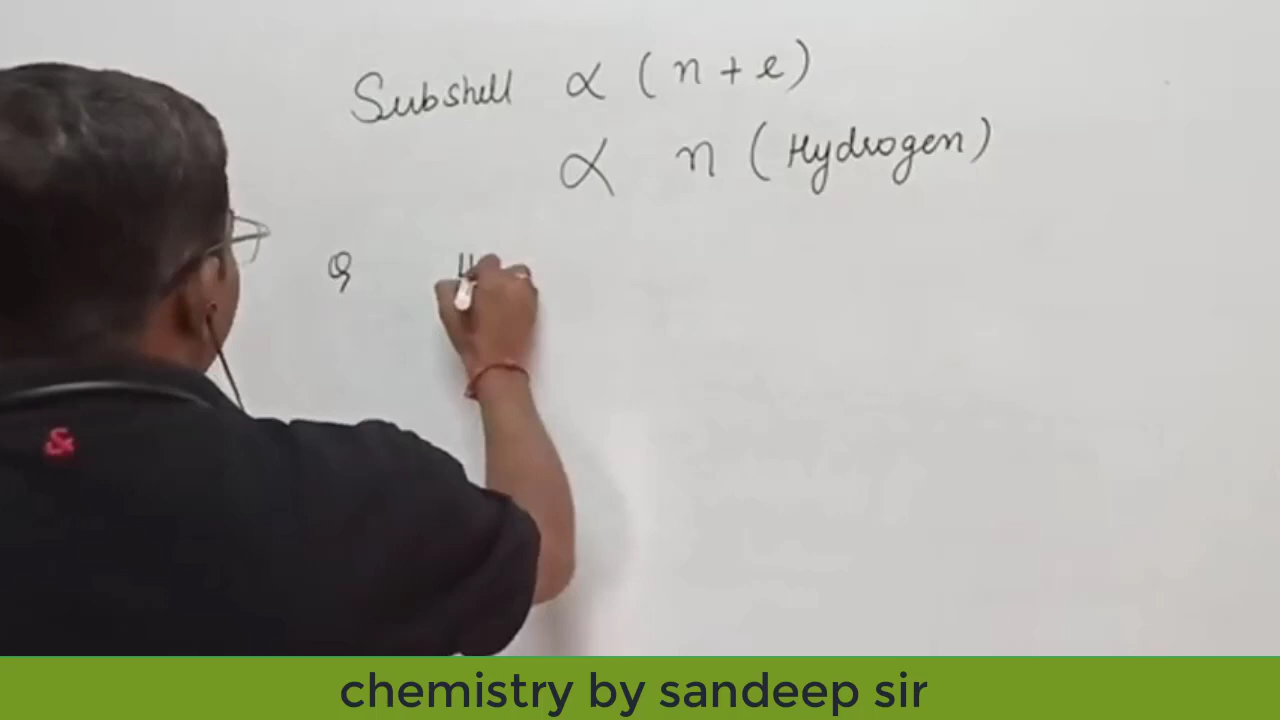 Subshell ∝ (n + e)
∝ n (Hydrogen)
Q
&
chemistry by sandeep sir